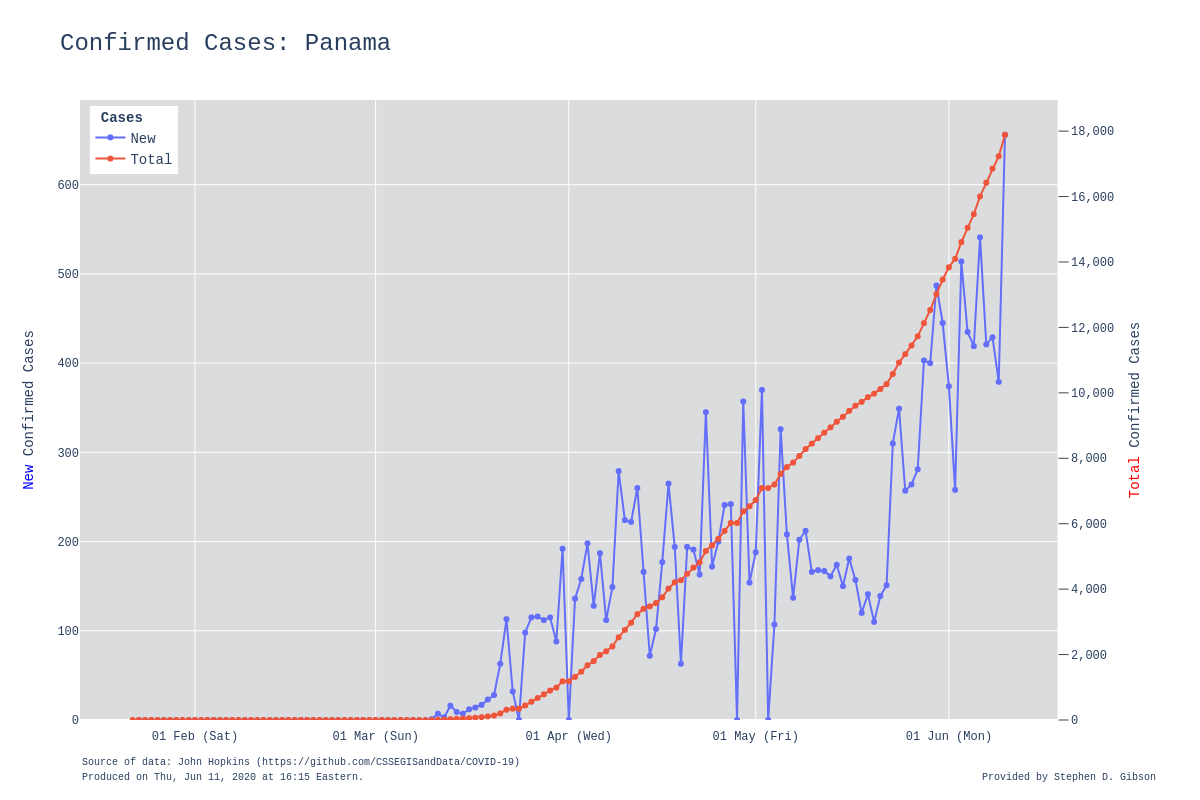 Confirmed Cases: Panama
Cases
New
Total
600
500
400
300
200
100
0
New Confirmed Cases
18,000
16,000
14,000
12,000
10,000
8,000
6,000
4,000
2,000
0
Total Confirmed Cases
01 Feb (Sat)
01 Mar (Sun)
01 Apr (Wed)
01 May (Fri)
01 Jun (Mon)
Source of data: John Hopkins (https://github.com/CSSEGISandData/COVID-19)
Produced on Thu, Jun 11, 2020 at 16:15 Eastern.
Provided by Stephen D. Gibson